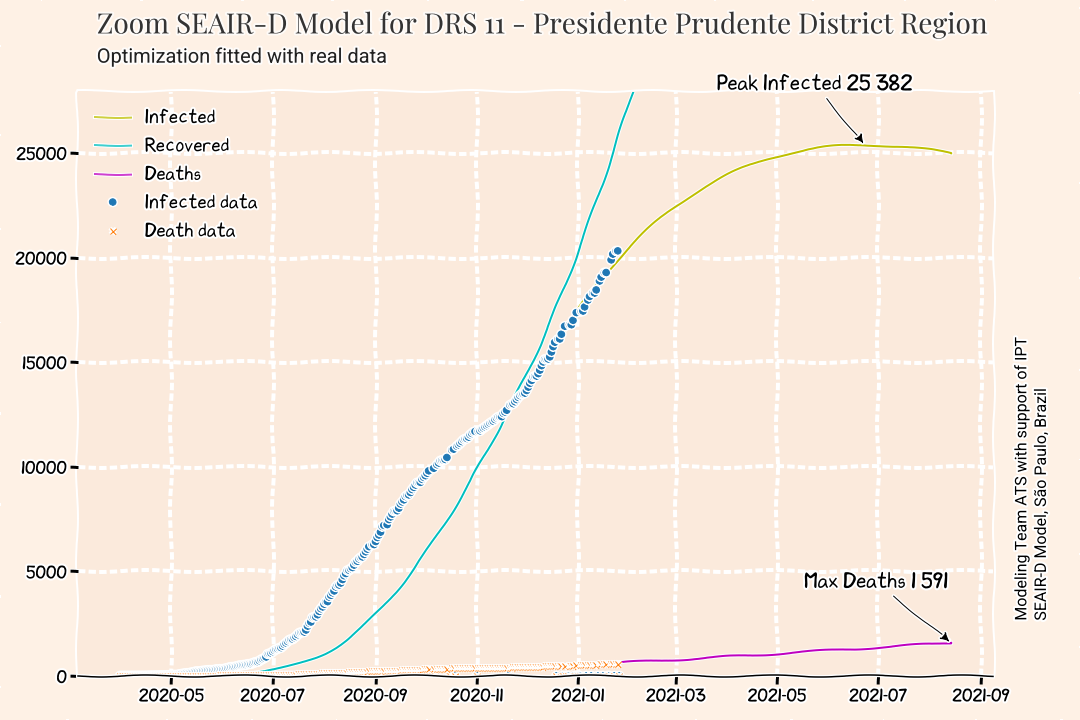 Zoom SEAIR-D Model for DRS 11 - Presidente Prudente District Region
Optimization fitted with real data
Peak Infected 25 382
Infected
Recovered
Deaths
Infected data
Death data
25000
20000
15000
10000
5000
0
Max Deaths 1 591
2020-05
2020-07
2020-09
2020-11
2021-01
2021-03
2021-05
2021-07
2021-09
Modeling Team ATS with support of IPT
SEAIR-D Model, São Paulo, Brazil